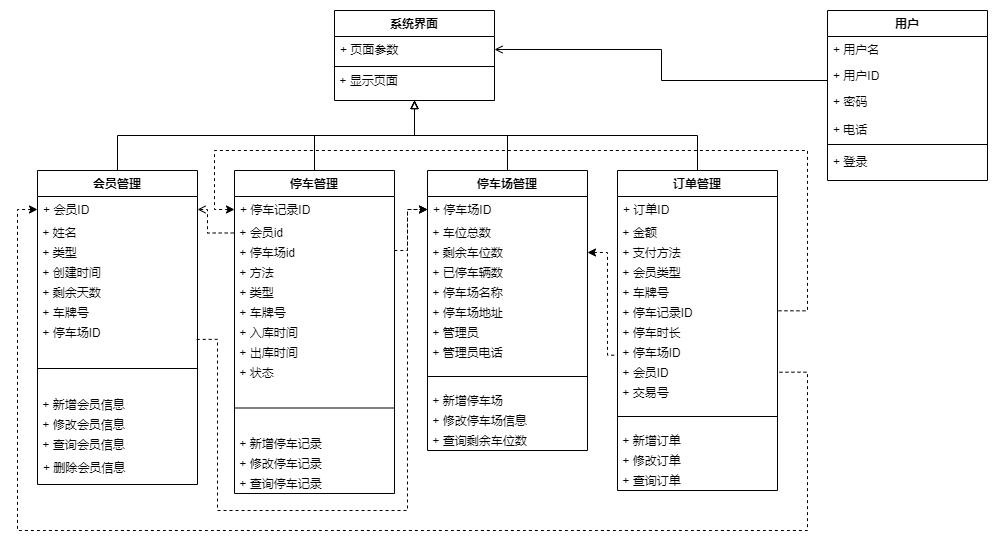 系统界面
+ 页面参数
+ 显示页面
用户
+ 用户名
+ 用户ID
+ 密码
+ 电话
+ 登录
会员管理
+ 会员ID
+ 姓名
+ 类型
+ 创建时间
+ 剩余天数
+ 车牌号
+ 停车场ID
+ 新增会员信息
+ 修改会员信息
+ 查询会员信息
+ 删除会员信息
停车管理
+ 停车记录ID
+ 会员id
+ 停车场id
+ 方法
+ 类型
+ 车牌号
+ 入库时间
+ 出库时间
+ 状态
+ 新增停车记录
+ 修改停车记录
+ 查询停车记录
停车场管理
+ 停车场ID
+ 车位总数
+ 剩余车位数
+ 已停车辆数
+ 停车场名称
+ 停车场地址
+ 管理员
+ 管理员电话
+ 新增停车场
+ 修改停车场信息
+ 查询剩余车位数
订单管理
+ 订单ID
+ 金额
+ 支付方法
+ 会员类型
+ 车牌号
+ 停车记录ID
+ 停车时长
+ 停车场ID
+ 会员ID
+ 交易号
+ 新增订单
+ 修改订单
+ 查询订单